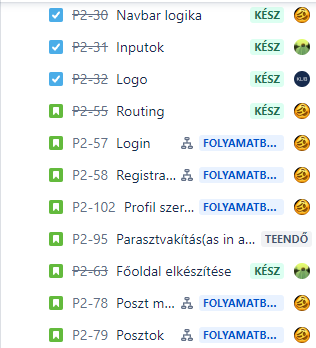 P2-30 Navbar logika KÉSZ
P2-31 Inputok KÉSZ
P2-32 Logo KÉSZ
P2-55 Routing KÉSZ
P2-57 Login FOLYAMATB...
P2-58 Registra... FOLYAMATB...
P2-102 Profil szer... FOLYAMATB...
P2-95 Parasztvakítás(as in a... TEENDŐ
P2-63 Főoldal elkészítése KÉSZ
P2-78 Poszt m... FOLYAMATB...
P2-79 Posztok FOLYAMATB...